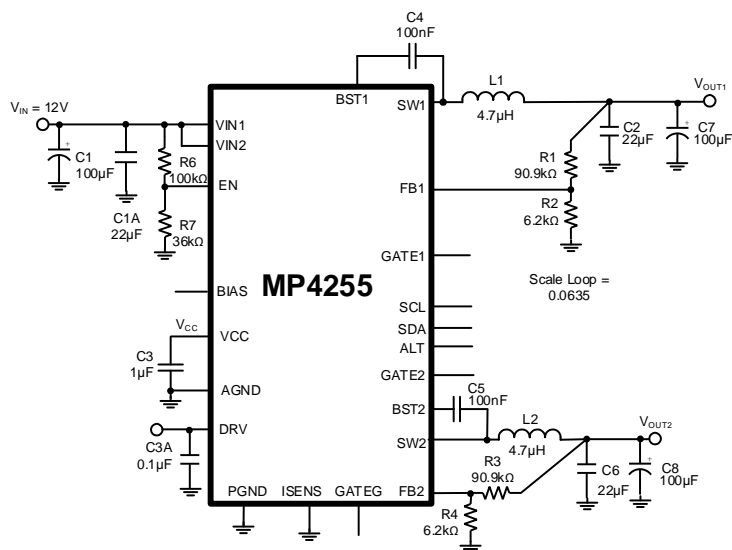 C4
100nF
BST1
L1
4.7µH
SW1
VOUT1
VIN = 12V
VIN1
VIN2
C1
100µF
+
R6
100kΩ
EN
C1A
22µF
R7
36kΩ
C2
22µF
+
C7
100µF
R1
90.9kΩ
FB1
R2
6.2kΩ
GATE1
Scale Loop =
0.0635
MP4255
BIAS
SCL
SDA
ALT
VCC
VCC
C3
1µF
GATE2
AGND
C5
100nF
BST2
L2
4.7µH
SW2
VOUT2
DRV
C3A
0.1µF
R3
90.9kΩ
C6
22µF
+
C8
100µF
PGND
ISENS
GATEG
FB2
R4
6.2kΩ